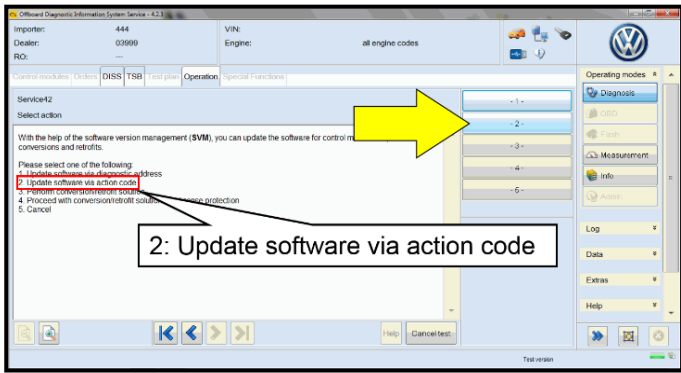 Offboard Diagnostic Information System Service - 4.2.3
Importer: 444 VIN:
Dealer: 03999 Engine: all engine codes
RO: ---
Control modules Orders DISS TSB Test plan Operation Special Functions
Service42
Select action
With the help of the software version management (SVM), you can update the software for control
conversions and retrofits.
Please select one of the following:
1. Update software via diagnostic address
2. Update software via action code
3. Perform conversion/retrofit solution
4. Proceed with conversion/retrofit solution protection
5. Cancel
2: Update software via action code
- 1 -
- 2 -
- 3 -
- 4 -
- 5 -
Operating modes
Diagnosis
OBD
Flash
Measurement
Info
Admin
Log
Data
Extras
Help
Help Cancel test
Test version